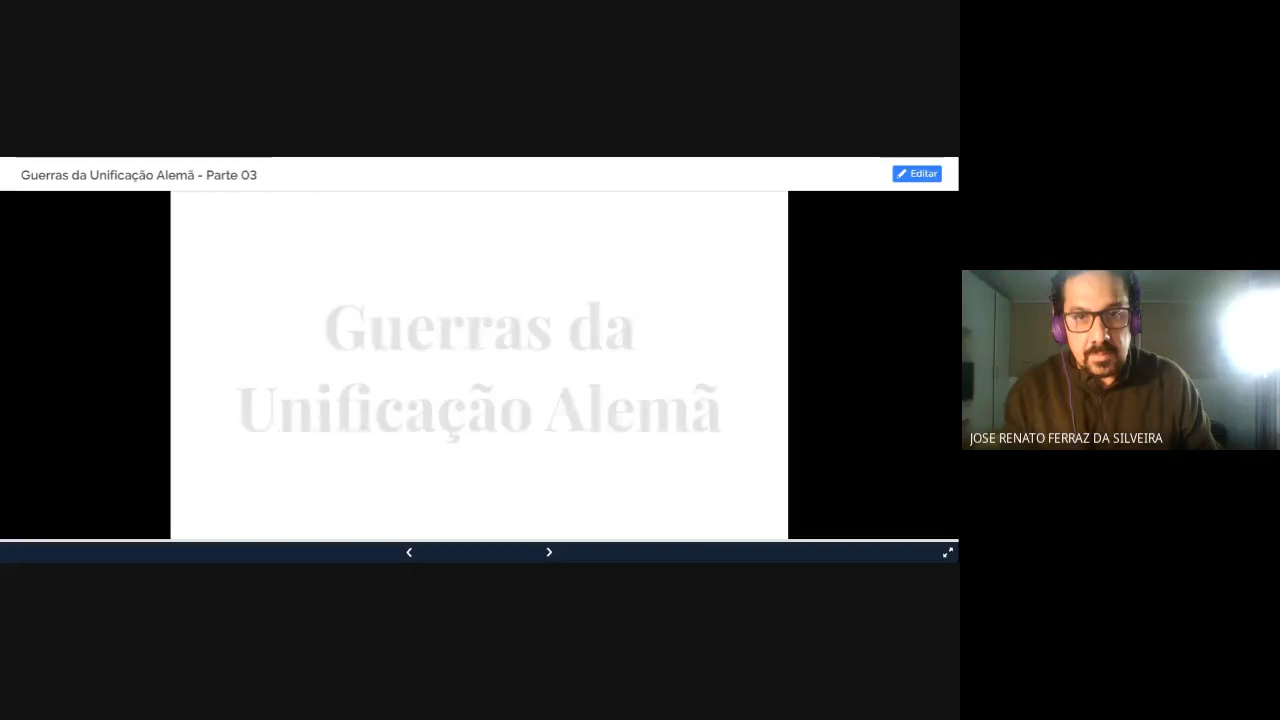 Guerras da Unificação Alemã - Parte 03
Editar
Guerras da
Unificação Alemã
JOSE RENATO FERRAZ DA SILVEIRA